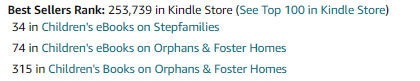 Best Sellers Rank: 253,739 in Kindle Store (See Top 100 in Kindle Store)
34 in Children's eBooks on Stepfamilies
74 in Children's eBooks on Orphans & Foster Homes
315 in Children's Books on Orphans & Foster Homes